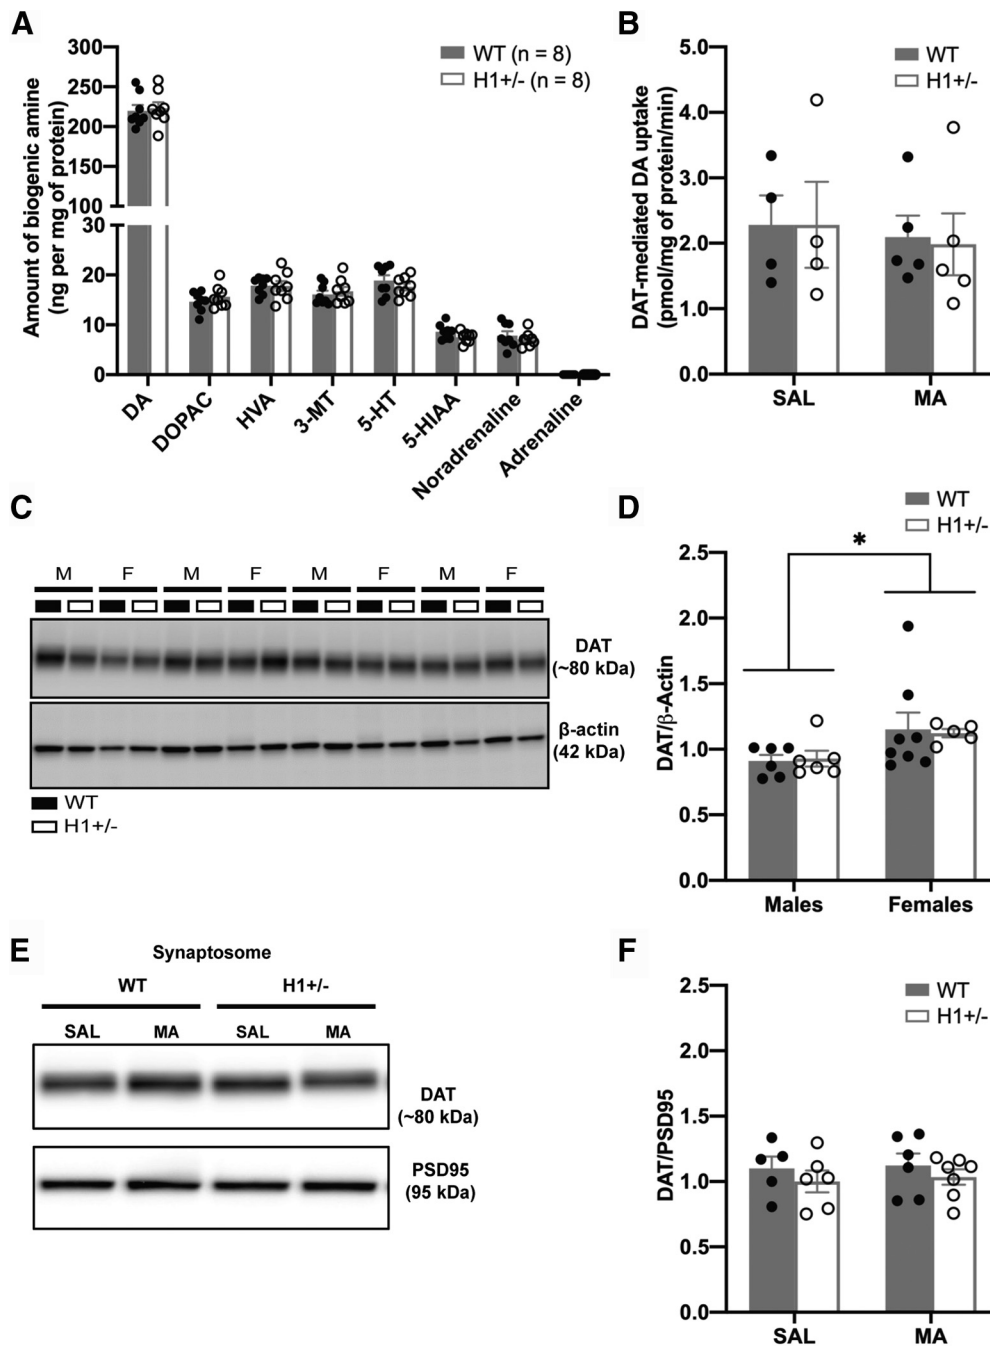 A
Amount of biogenic amine
(ng per mg of protein)
300
250
200
150
100
30
20
10
0
WT (n = 8)
H1+/- (n = 8)
DA
DOPAC
HVA
3-MT
5-HT
5-HIAA
Noradrenaline
Adrenaline
B
DAT-mediated DA uptake
(pmol/mg of protein/min)
5.0
4.0
3.0
2.0
1.0
0.0
WT
H1+/-
SAL
MA
C
M F M F M F M F
DAT
(~80 kDa)
β-actin
(42 kDa)
WT
H1+/-
D
WT
H1+/-
DAT/β-Actin
2.5
2.0
1.5
1.0
0.5
0.0
*
Males
Females
E
Synaptosome
WT H1+/-
SAL MA SAL MA
DAT
(~80 kDa)
PSD95
(95 kDa)
F
WT
H1+/-
DAT/PSD95
2.5
2.0
1.5
1.0
0.5
0.0
SAL
MA